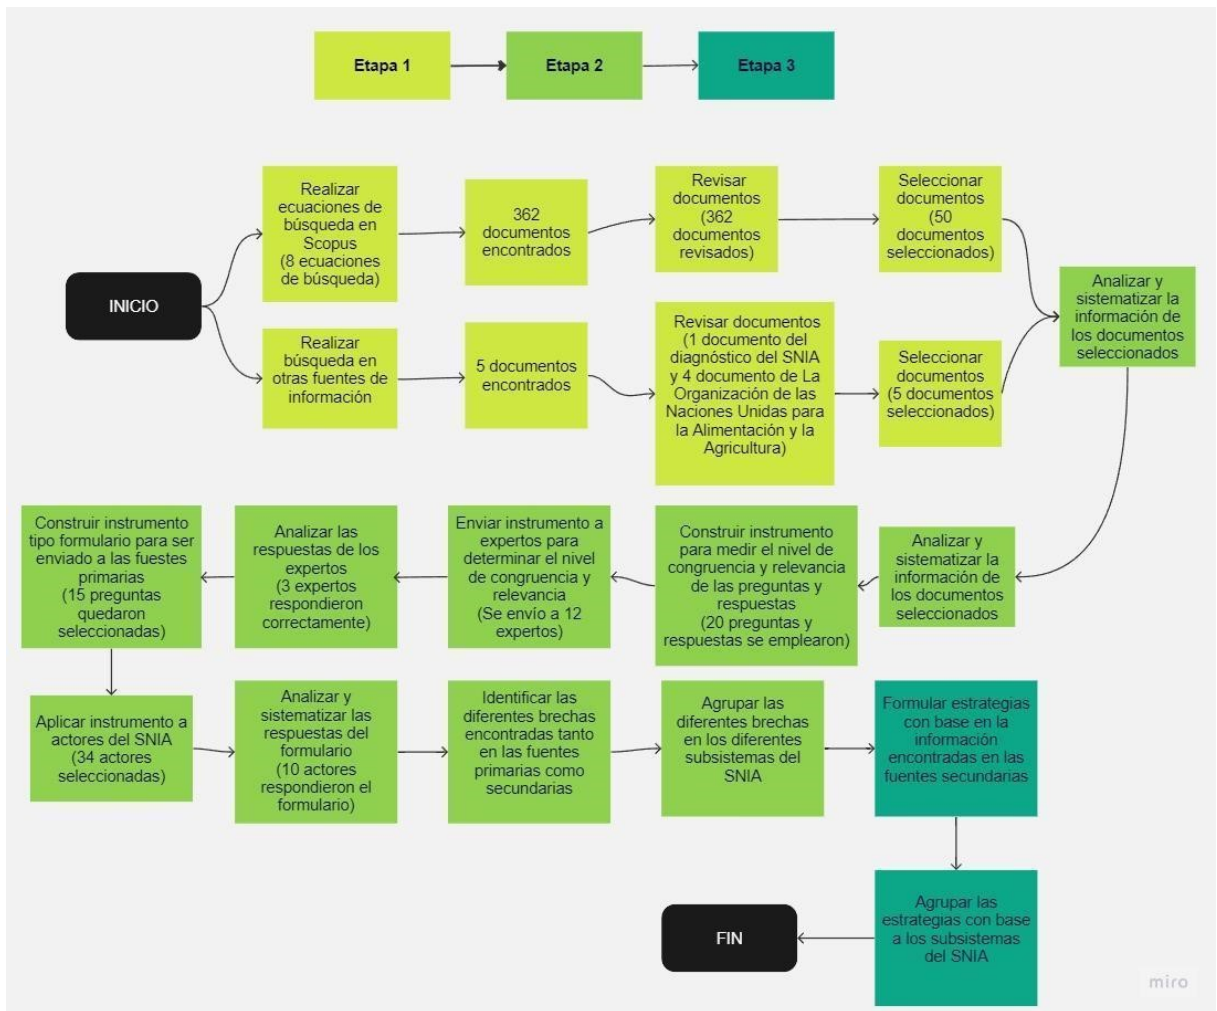 Etapa 1
Etapa 2
Etapa 3
INICIO
Realizar
ecuaciones de
búsqueda en
Scopus
(8 ecuaciones
de búsqueda)
362
documentos
encontrados
Revisar
documentos
(362
documentos
revisados)
Seleccionar
documentos
(50
documentos
seleccionados)
Realizar
búsqueda en
otras fuentes de
información
5 documentos
encontrados
Revisar documentos
(1 documento del
diagnóstico del SNIA
y 4 documento de La
Organización de las
Naciones Unidas para
la Alimentación y la
Agricultura)
Seleccionar
documentos
(5 documentos
seleccionados)
Analizar y
sistematizar la
información de
los documentos
seleccionados
Analizar y
sistematizar la
información de
los documentos
seleccionados
Construir instrumento
para medir el nivel de
congruencia y relevancia
de las preguntas y
respuestas
(20 preguntas y
respuestas se emplearon)
Enviar instrumento a
expertos para
determinar el nivel
de congruencia y
relevancia
(Se envío a 12
expertos)
Analizar las
respuestas de los
expertos
(3 expertos
respondieron
correctamente)
Construir instrumento
tipo formulario para ser
enviado a las fuestes
primarias
(15 preguntas
quedaron
seleccionadas)
Aplicar instrumento a
actores del SNIA
(34 actores
seleccionadas)
Analizar y
sistematizar las
respuestas del
formulario
(10 actores
respondieron el
formulario)
Identificar las
diferentes brechas
encontradas tanto
en las fuentes
primarias como
secundarias
Agrupar las
diferentes brechas
en los diferentes
subsistemas del
SNIA
Formular estrategias
con base en la
información
encontradas en las
fuentes secundarias
Agrupar las
estrategias con base
a los subsistemas
del SNIA
FIN
miro